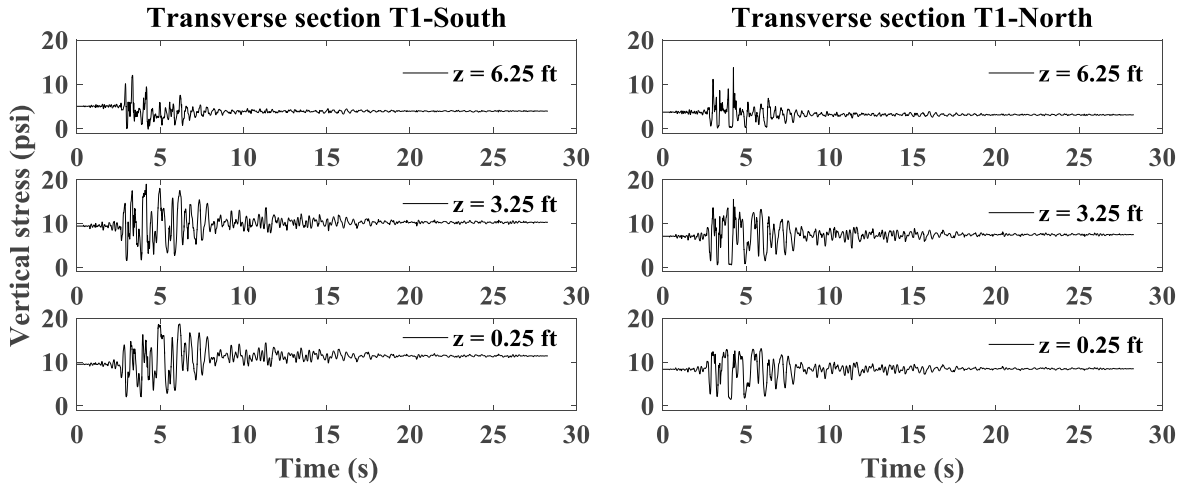 Transverse section T1-South
Transverse section T1-North
Vertical stress (psi)
20
10
0
z = 6.25 ft
0 5 10 15 20 25 30
20
10
0
z = 6.25 ft
0 5 10 15 20 25 30
20
10
0
z = 3.25 ft
0 5 10 15 20 25 30
20
10
0
z = 3.25 ft
0 5 10 15 20 25 30
20
10
0
z = 0.25 ft
0 5 10 15 20 25 30
Time (s)
20
10
0
z = 0.25 ft
0 5 10 15 20 25 30
Time (s)